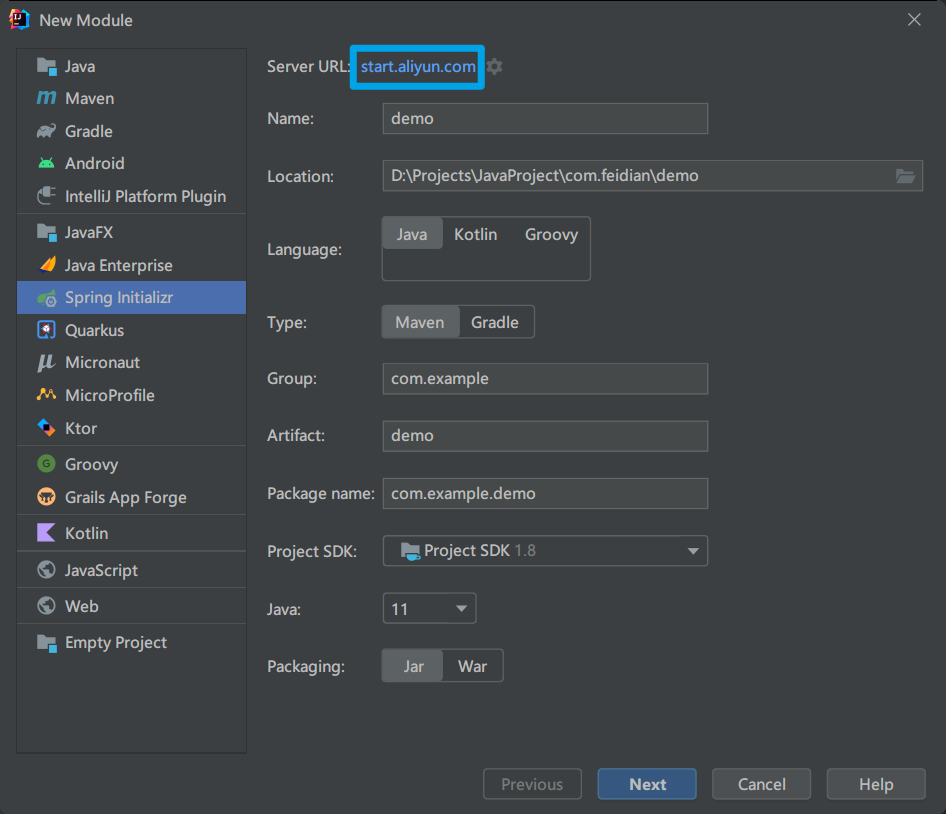 New Module
Java
Maven
Gradle
Android
IntelliJ Platform Plugin
JavaFX
Java Enterprise
Spring Initializr
Quarkus
Micronaut
MicroProfile
Ktor
Groovy
Grails App Forge
Kotlin
JavaScript
Web
Empty Project
Server URL: start.aliyun.com
Name: demo
Location: D:\Projects\JavaProject\com.feidian\demo
Language: Java Kotlin Groovy
Type: Maven Gradle
Group: com.example
Artifact: demo
Package name: com.example.demo
Project SDK: Project SDK 1.8
Java: 11
Packaging: Jar War
Previous Next Cancel Help